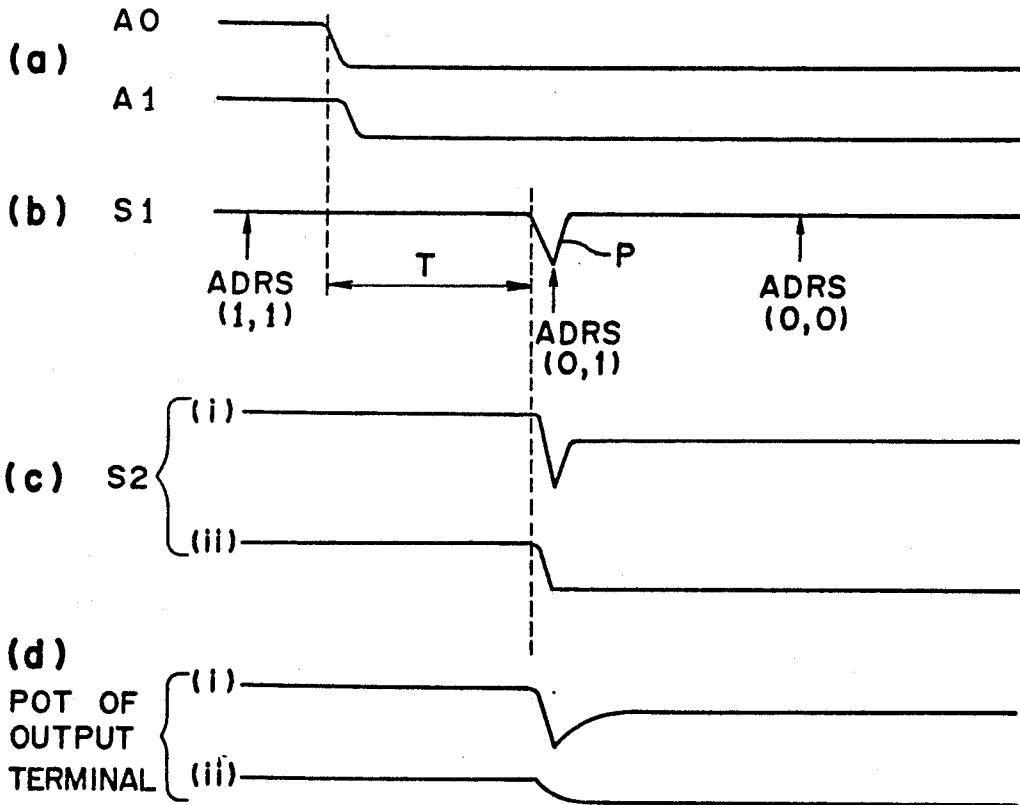 A0
(a)
A1
(b) S1
P
T
ADRS
(1,1)
ADRS
(0,1)
ADRS
(0,0)
(i)
(c) S2
(ii)
(d)
(i)
POT OF
OUTPUT
TERMINAL
(ii)